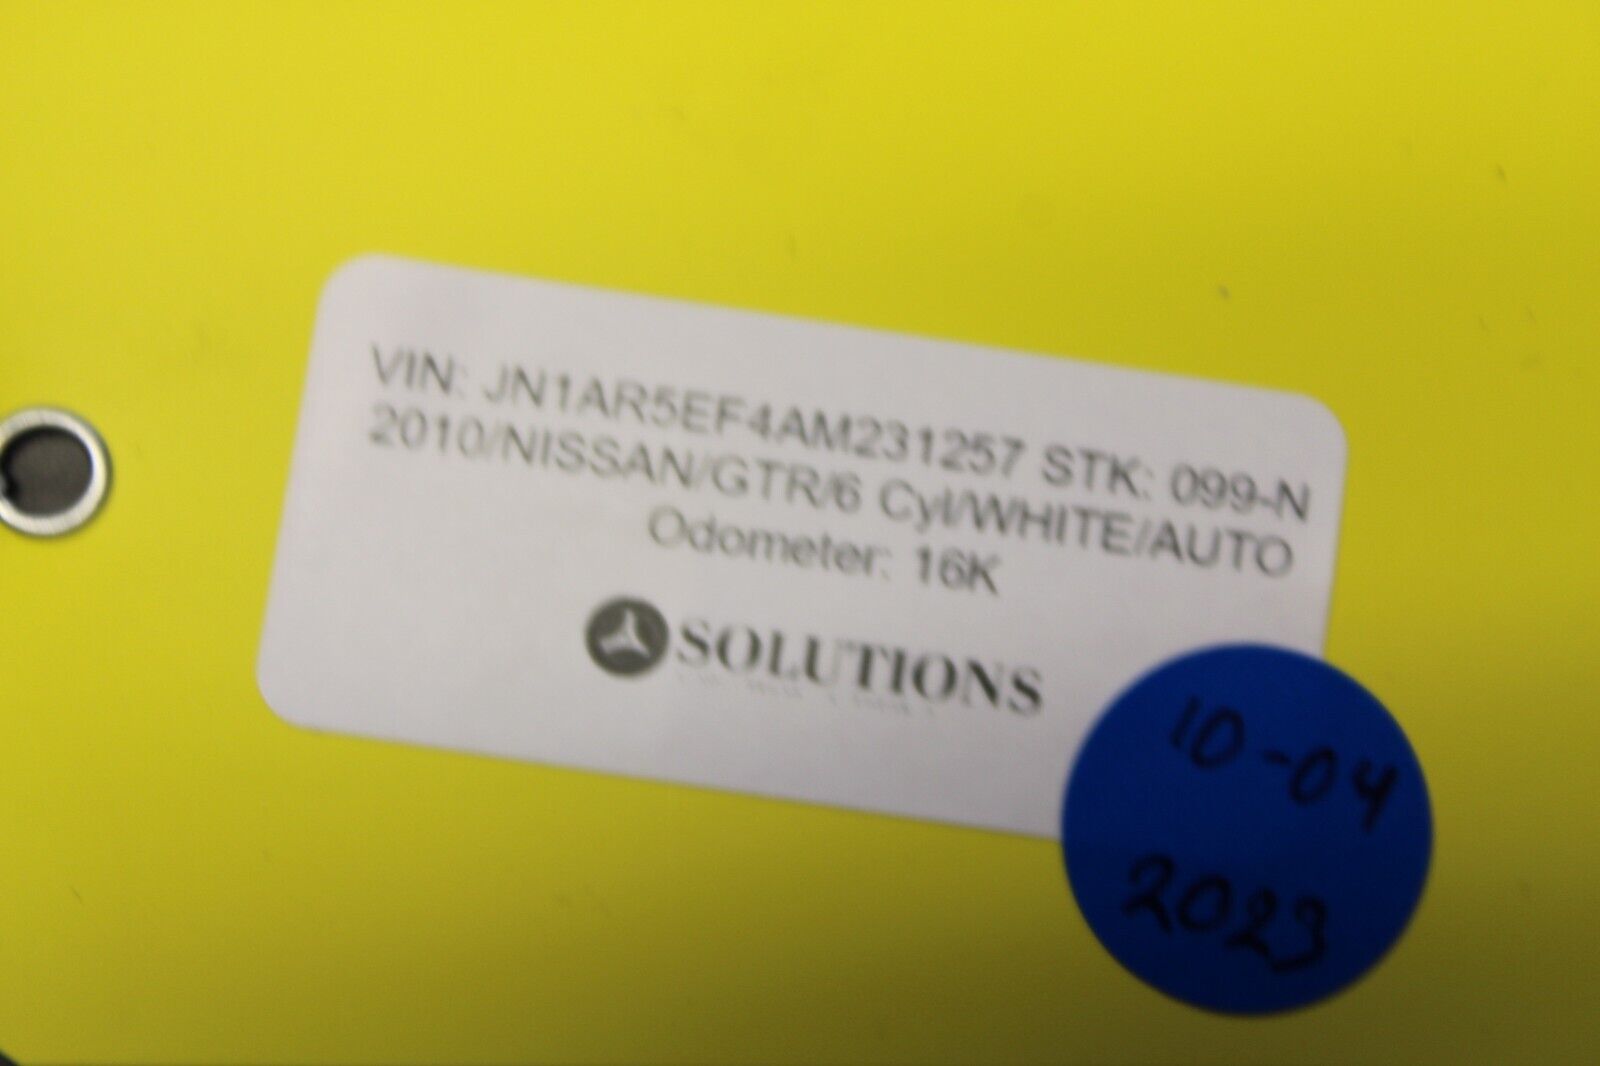 VIN: JN1AR5EF4AM231257 STK: 099-N
2010/NISSAN/GTR/6 Cyl/WHITE/AUTO
Odometer: 16K
SOLUTIONS
10-04
2023